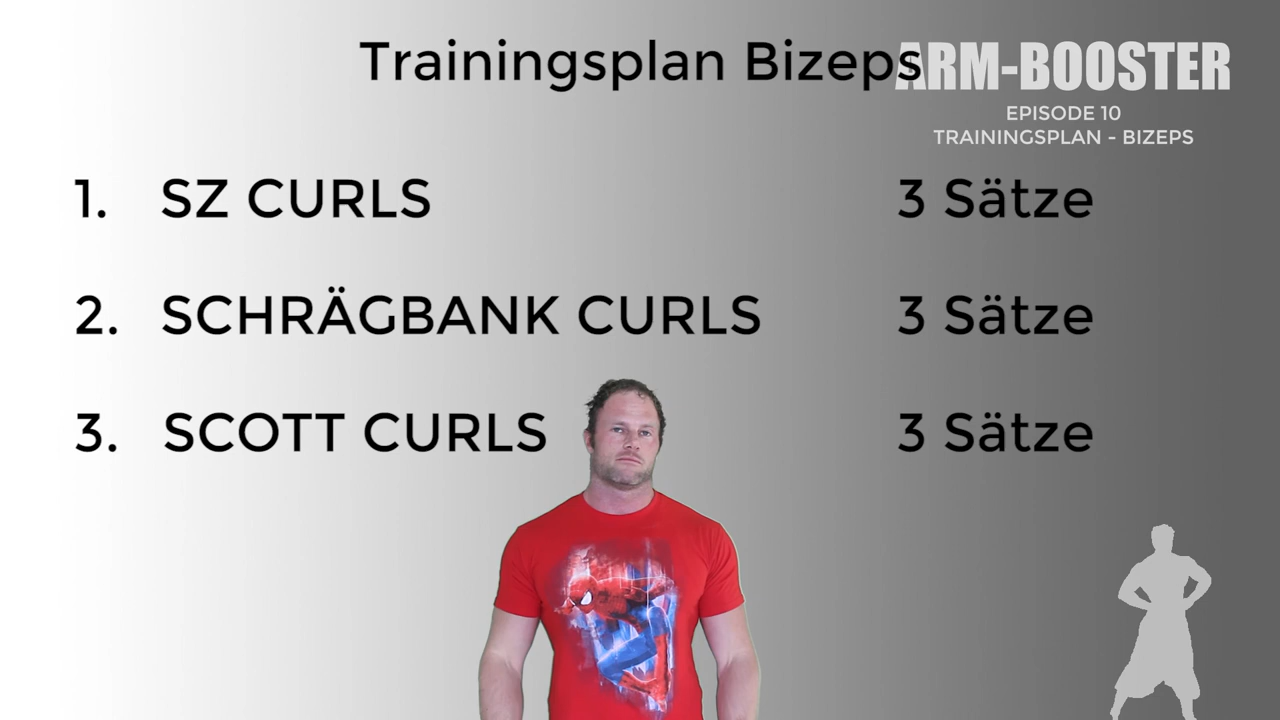 Trainingsplan Bizeps
ARM-BOOSTER
EPISODE 10
TRAININGSPLAN - BIZEPS
1. SZ CURLS 3 Sätze
2. SCHRÄGBANK CURLS 3 Sätze
3. SCOTT CURLS 3 Sätze